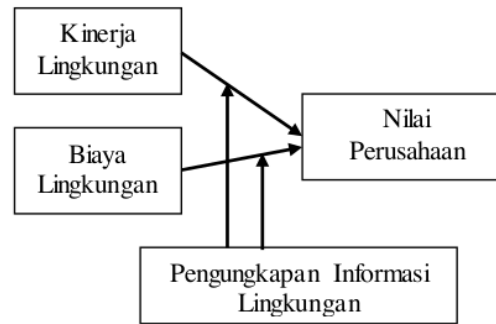 Kinerja
Lingkungan
Nilai
Perusahaan
Biaya
Lingkungan
Pengungkapan Informasi
Lingkungan